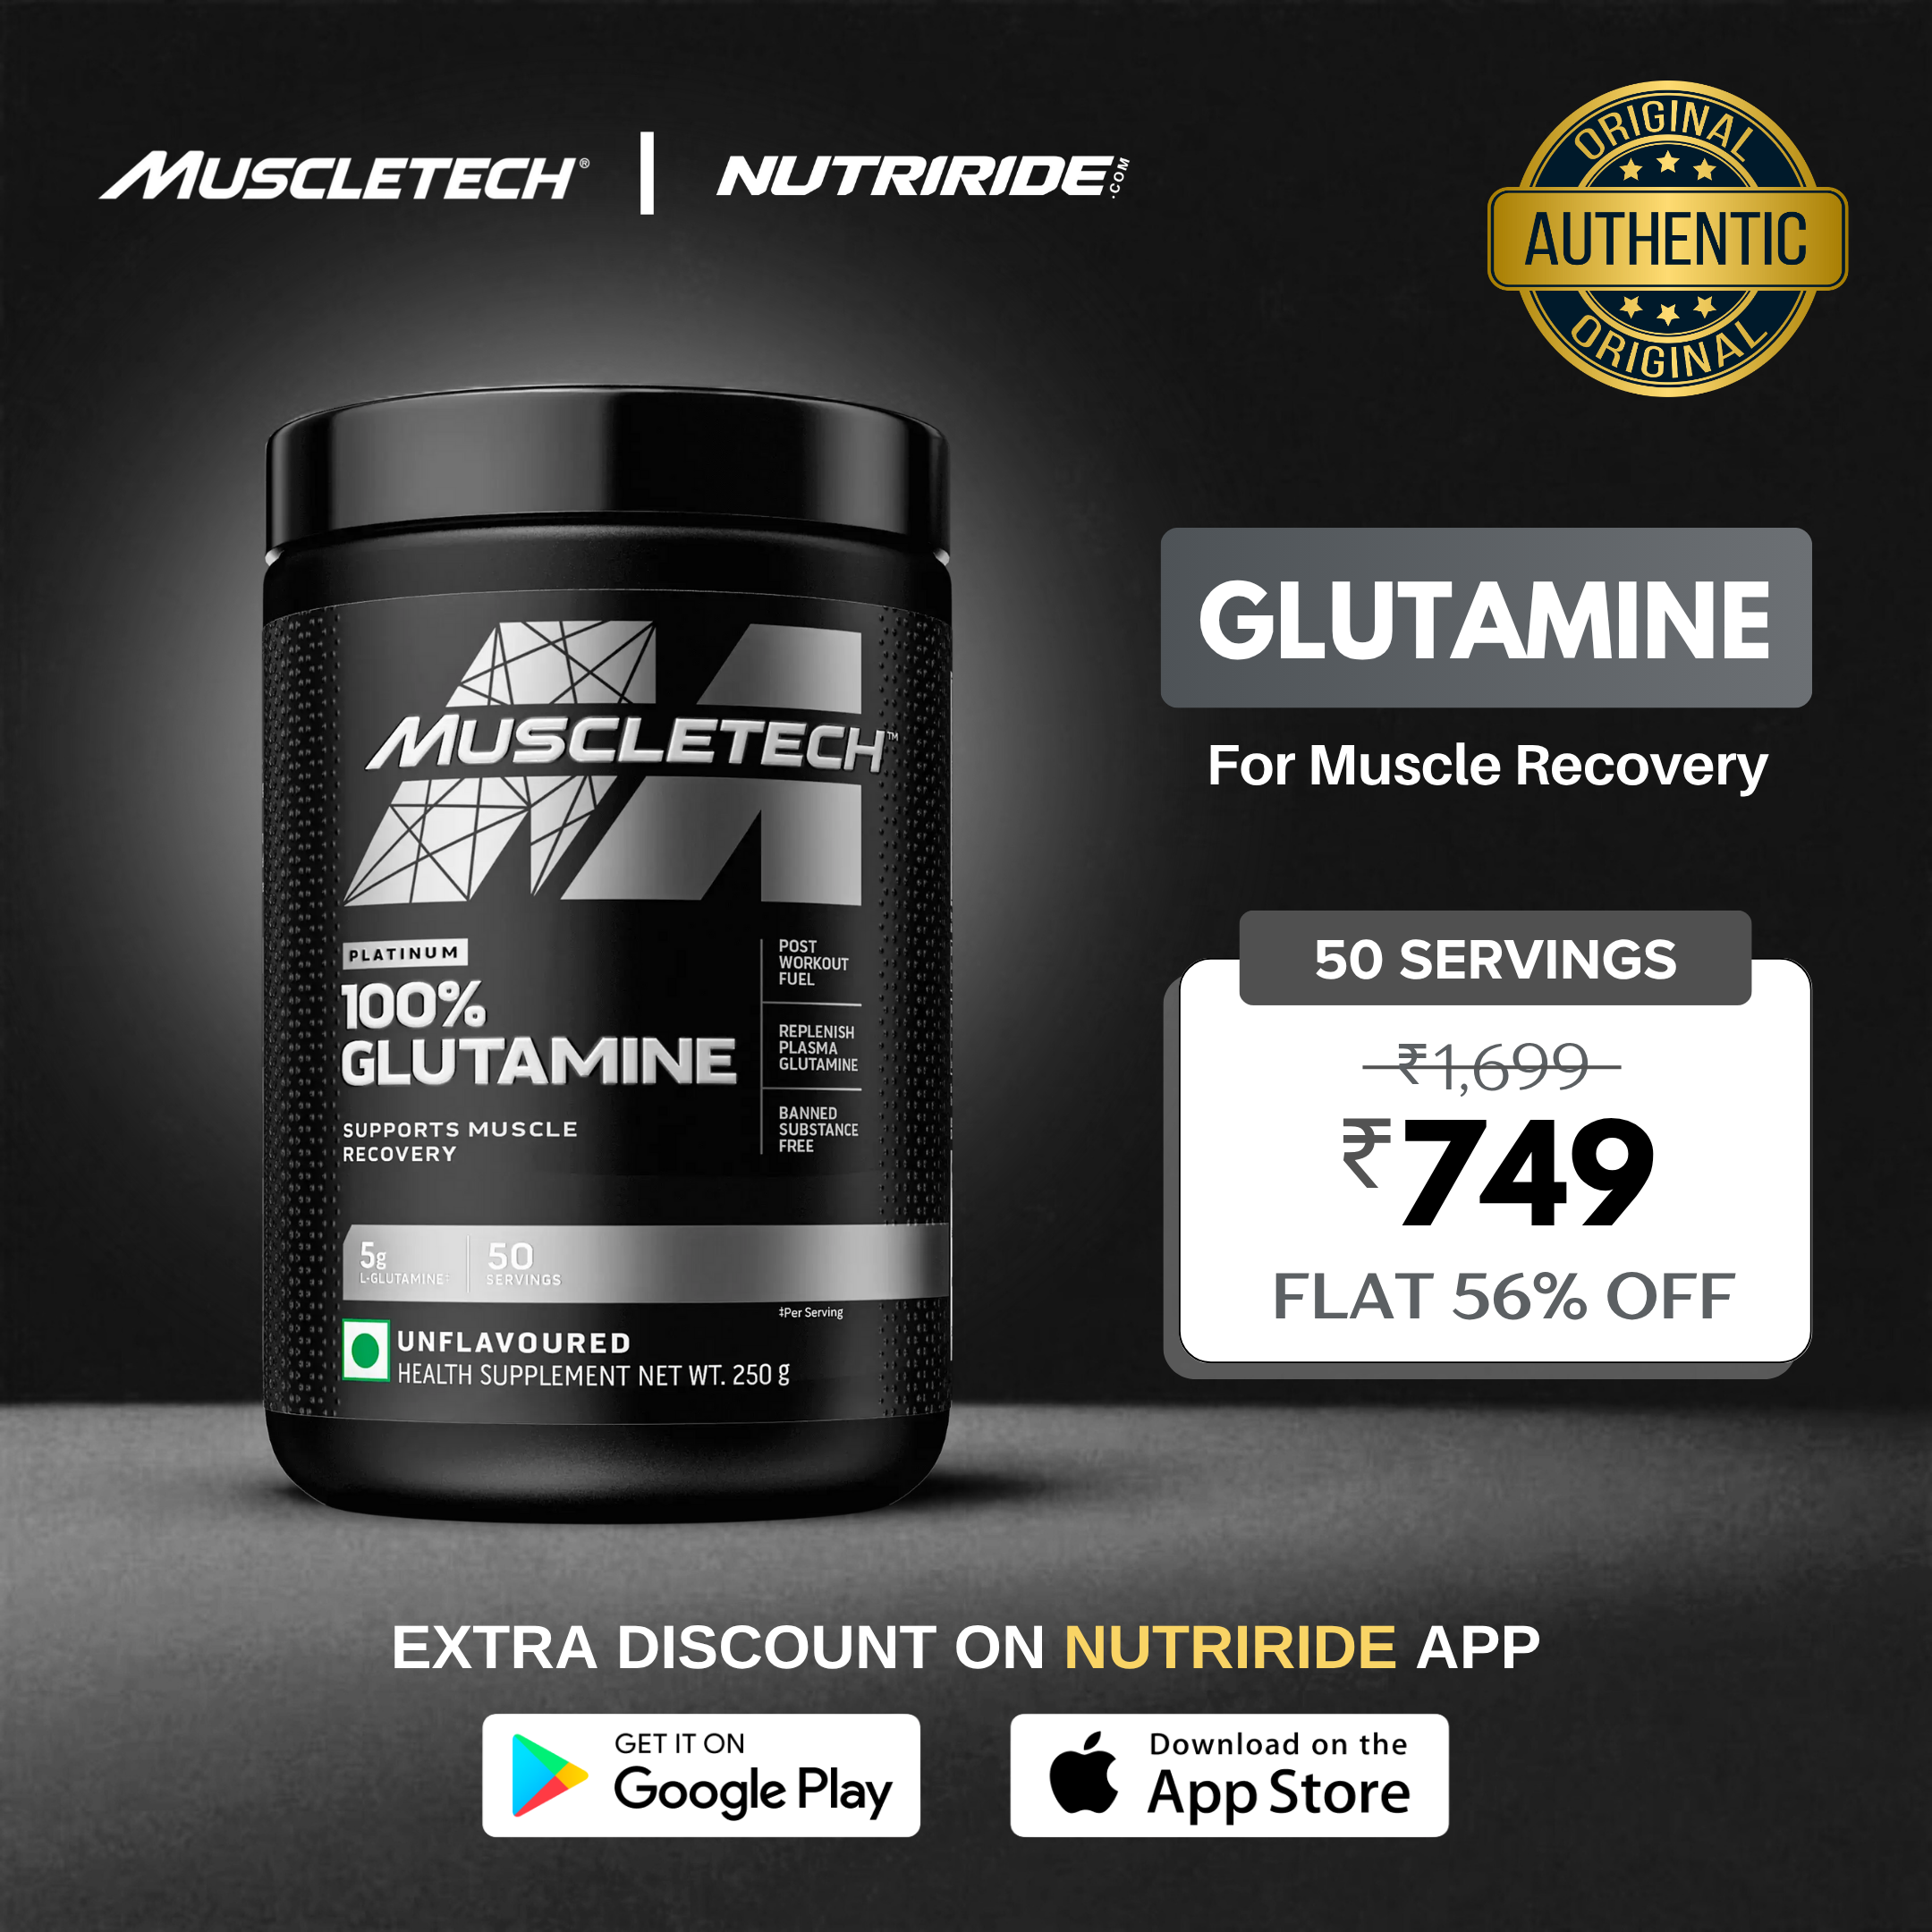 MUSCLETECH® | NUTRIRIDE.COM
ORIGINAL
AUTHENTIC
ORIGINAL
MUSCLETECH™
PLATINUM
100%
GLUTAMINE
SUPPORTS MUSCLE
RECOVERY
POST
WORKOUT
FUEL
REPLENISH
PLASMA
GLUTAMINE
BANNED
SUBSTANCE
FREE
5g
L-GLUTAMINE‡
50
SERVINGS
‡Per Serving
UNFLAVOURED
HEALTH SUPPLEMENT NET WT. 250 g
GLUTAMINE
For Muscle Recovery
50 SERVINGS
₹1,699
₹749
FLAT 56% OFF
EXTRA DISCOUNT ON NUTRIRIDE APP
GET IT ON
Google Play
Download on the
App Store